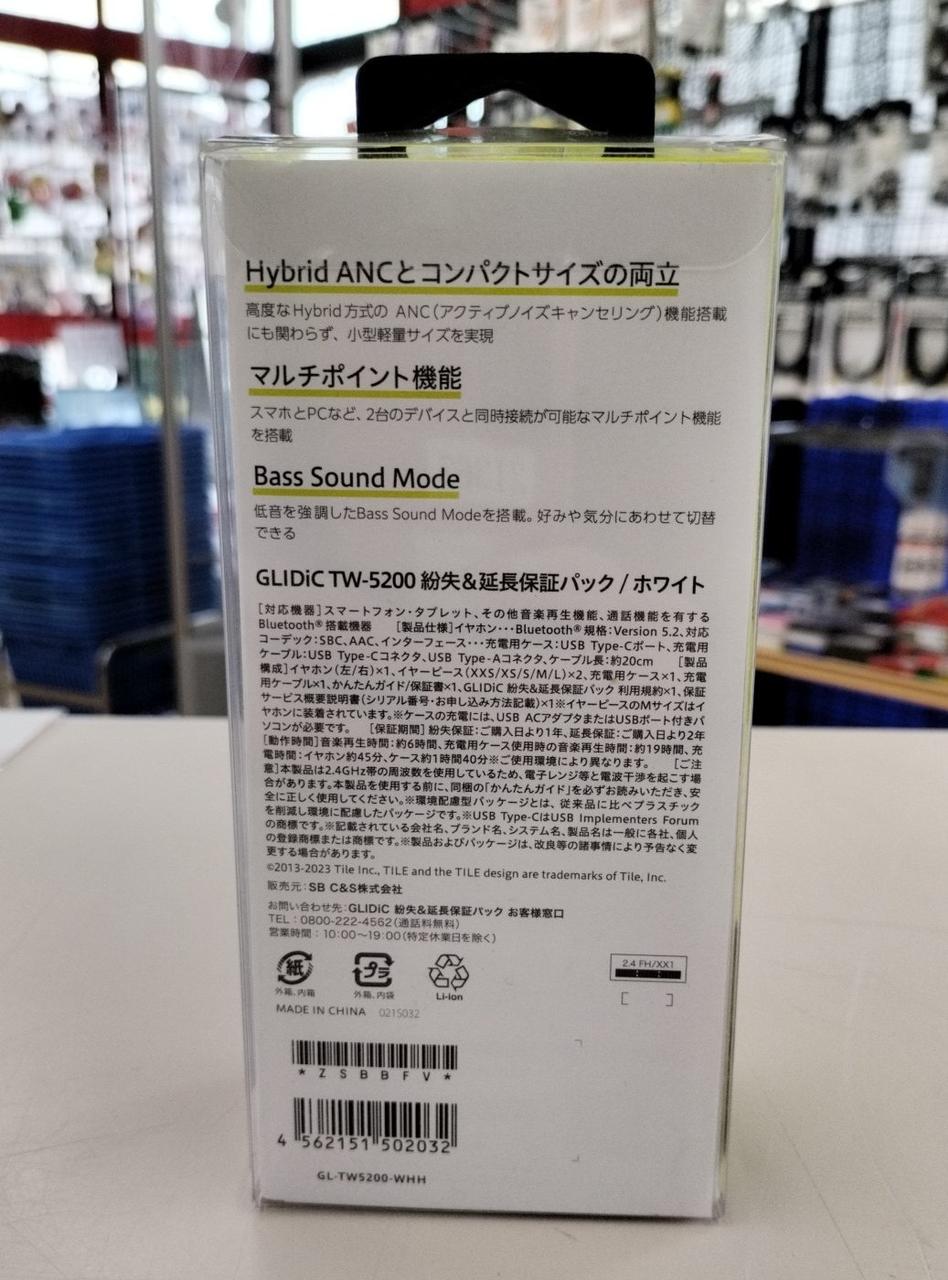 Hybrid ANCとコンパクトサイズの両立
高度なHybrid方式の ANC（アクティブノイズキャンセリング）機能搭載
にも関わらず、小型軽量サイズを実現
マルチポイント機能
スマホとPCなど、2台のデバイスと同時接続が可能なマルチポイント機能
を搭載
Bass Sound Mode
低音を強調したBass Sound Modeを搭載。好みや気分にあわせて切替
できる
GLIDiC TW-5200 紛失&延長保証パック / ホワイト
［対応機器］スマートフォン・タブレット、その他音楽再生機能、通話機能を有する
Bluetooth®搭載機器　［製品仕様］イヤホン・・・Bluetooth®規格：Version 5.2、対応
コーデック：SBC、AAC、インターフェース・・・充電用ケース：USB Type-Cポート、充電用
ケーブル：USB Type-Cコネクタ、USB Type-Aコネクタ、ケーブル長：約20cm　［製品
構成］イヤホン（左/右）×1、イヤーピース（XXS/XS/S/M/L）×2、充電用ケース×1、充電
用ケーブル×1、かんたんガイド/保証書×1、GLIDiC 紛失&延長保証パック 利用規約×1、保証
サービス概要説明書（シリアル番号・お申し込み方法記載）×1※イヤーピースのMサイズはイ
ヤホンに装着されています。※ケースの充電には、USB ACアダプタまたはUSBポート付きパ
ソコンが必要です。　［保証期間］紛失保証：ご購入日より1年、延長保証：ご購入日より2年
［動作時間］音楽再生時間：約6時間、充電用ケース使用時の音楽再生時間：約19時間、充
電時間：イヤホン約45分、ケース約1時間40分※ご使用環境により異なります。　［ご注
意］本製品は2.4GHz帯の周波数を使用しているため、電子レンジ等と電波干渉を起こす場
合があります。本製品を使用する前に、同梱の「かんたんガイド」を必ずお読みいただき、安
全に正しく使用してください。※環境配慮型パッケージとは、従来品に比べプラスチック
を削減し環境に配慮したパッケージです。※USB Type-CはUSB Implementers Forum
の商標です。※記載されている会社名、ブランド名、システム名、製品名は一般に各社、個人
の登録商標または商標です。※製品およびパッケージは、改良等の諸事情により予告なく変
更する場合があります。
©2013-2023 Tile Inc., TILE and the TILE design are trademarks of Tile, Inc.
販売元：SB C&S株式会社
お問い合わせ先：GLIDiC 紛失&延長保証パック お客様窓口
TEL：0800-222-4562（通話料無料）
営業時間：10:00〜19:00（特定休業日を除く）
紙 プラ 2.4 FH/XX1
外箱、内箱 外箱、内袋 Li-ion
MADE IN CHINA 0215032
* Z S B B F V *
4 562151 502032
GL-TW5200-WHH